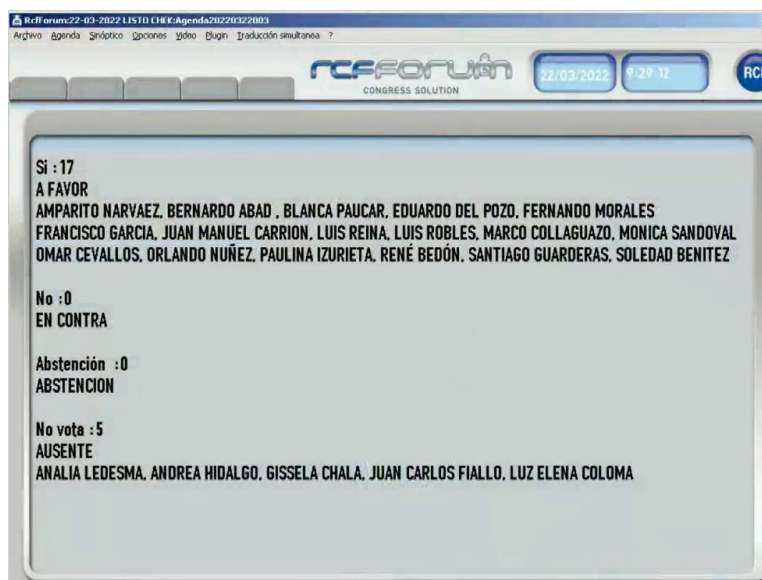 RcfForum:22-03-2022 LISTO CHEK:Agenda20220322003
Archivo Agenda Sinóptico Opciones Video Plugin Traducción simultanea ?
rcfforum
CONGRESS SOLUTION
22/03/2022
9:29:12
Si :17
A FAVOR
AMPARITO NARVAEZ, BERNARDO ABAD , BLANCA PAUCAR, EDUARDO DEL POZO, FERNANDO MORALES
FRANCISCO GARCIA, JUAN MANUEL CARRION, LUIS REINA, LUIS ROBLES, MARCO COLLAGUAZO, MONICA SANDOVAL
OMAR CEVALLOS, ORLANDO NUÑEZ, PAULINA IZURIETA, RENÉ BEDÓN, SANTIAGO GUARDERAS, SOLEDAD BENITEZ
No :0
EN CONTRA
Abstención :0
ABSTENCION
No vota :5
AUSENTE
ANALIA LEDESMA, ANDREA HIDALGO, GISSELA CHALA, JUAN CARLOS FIALLO, LUZ ELENA COLOMA